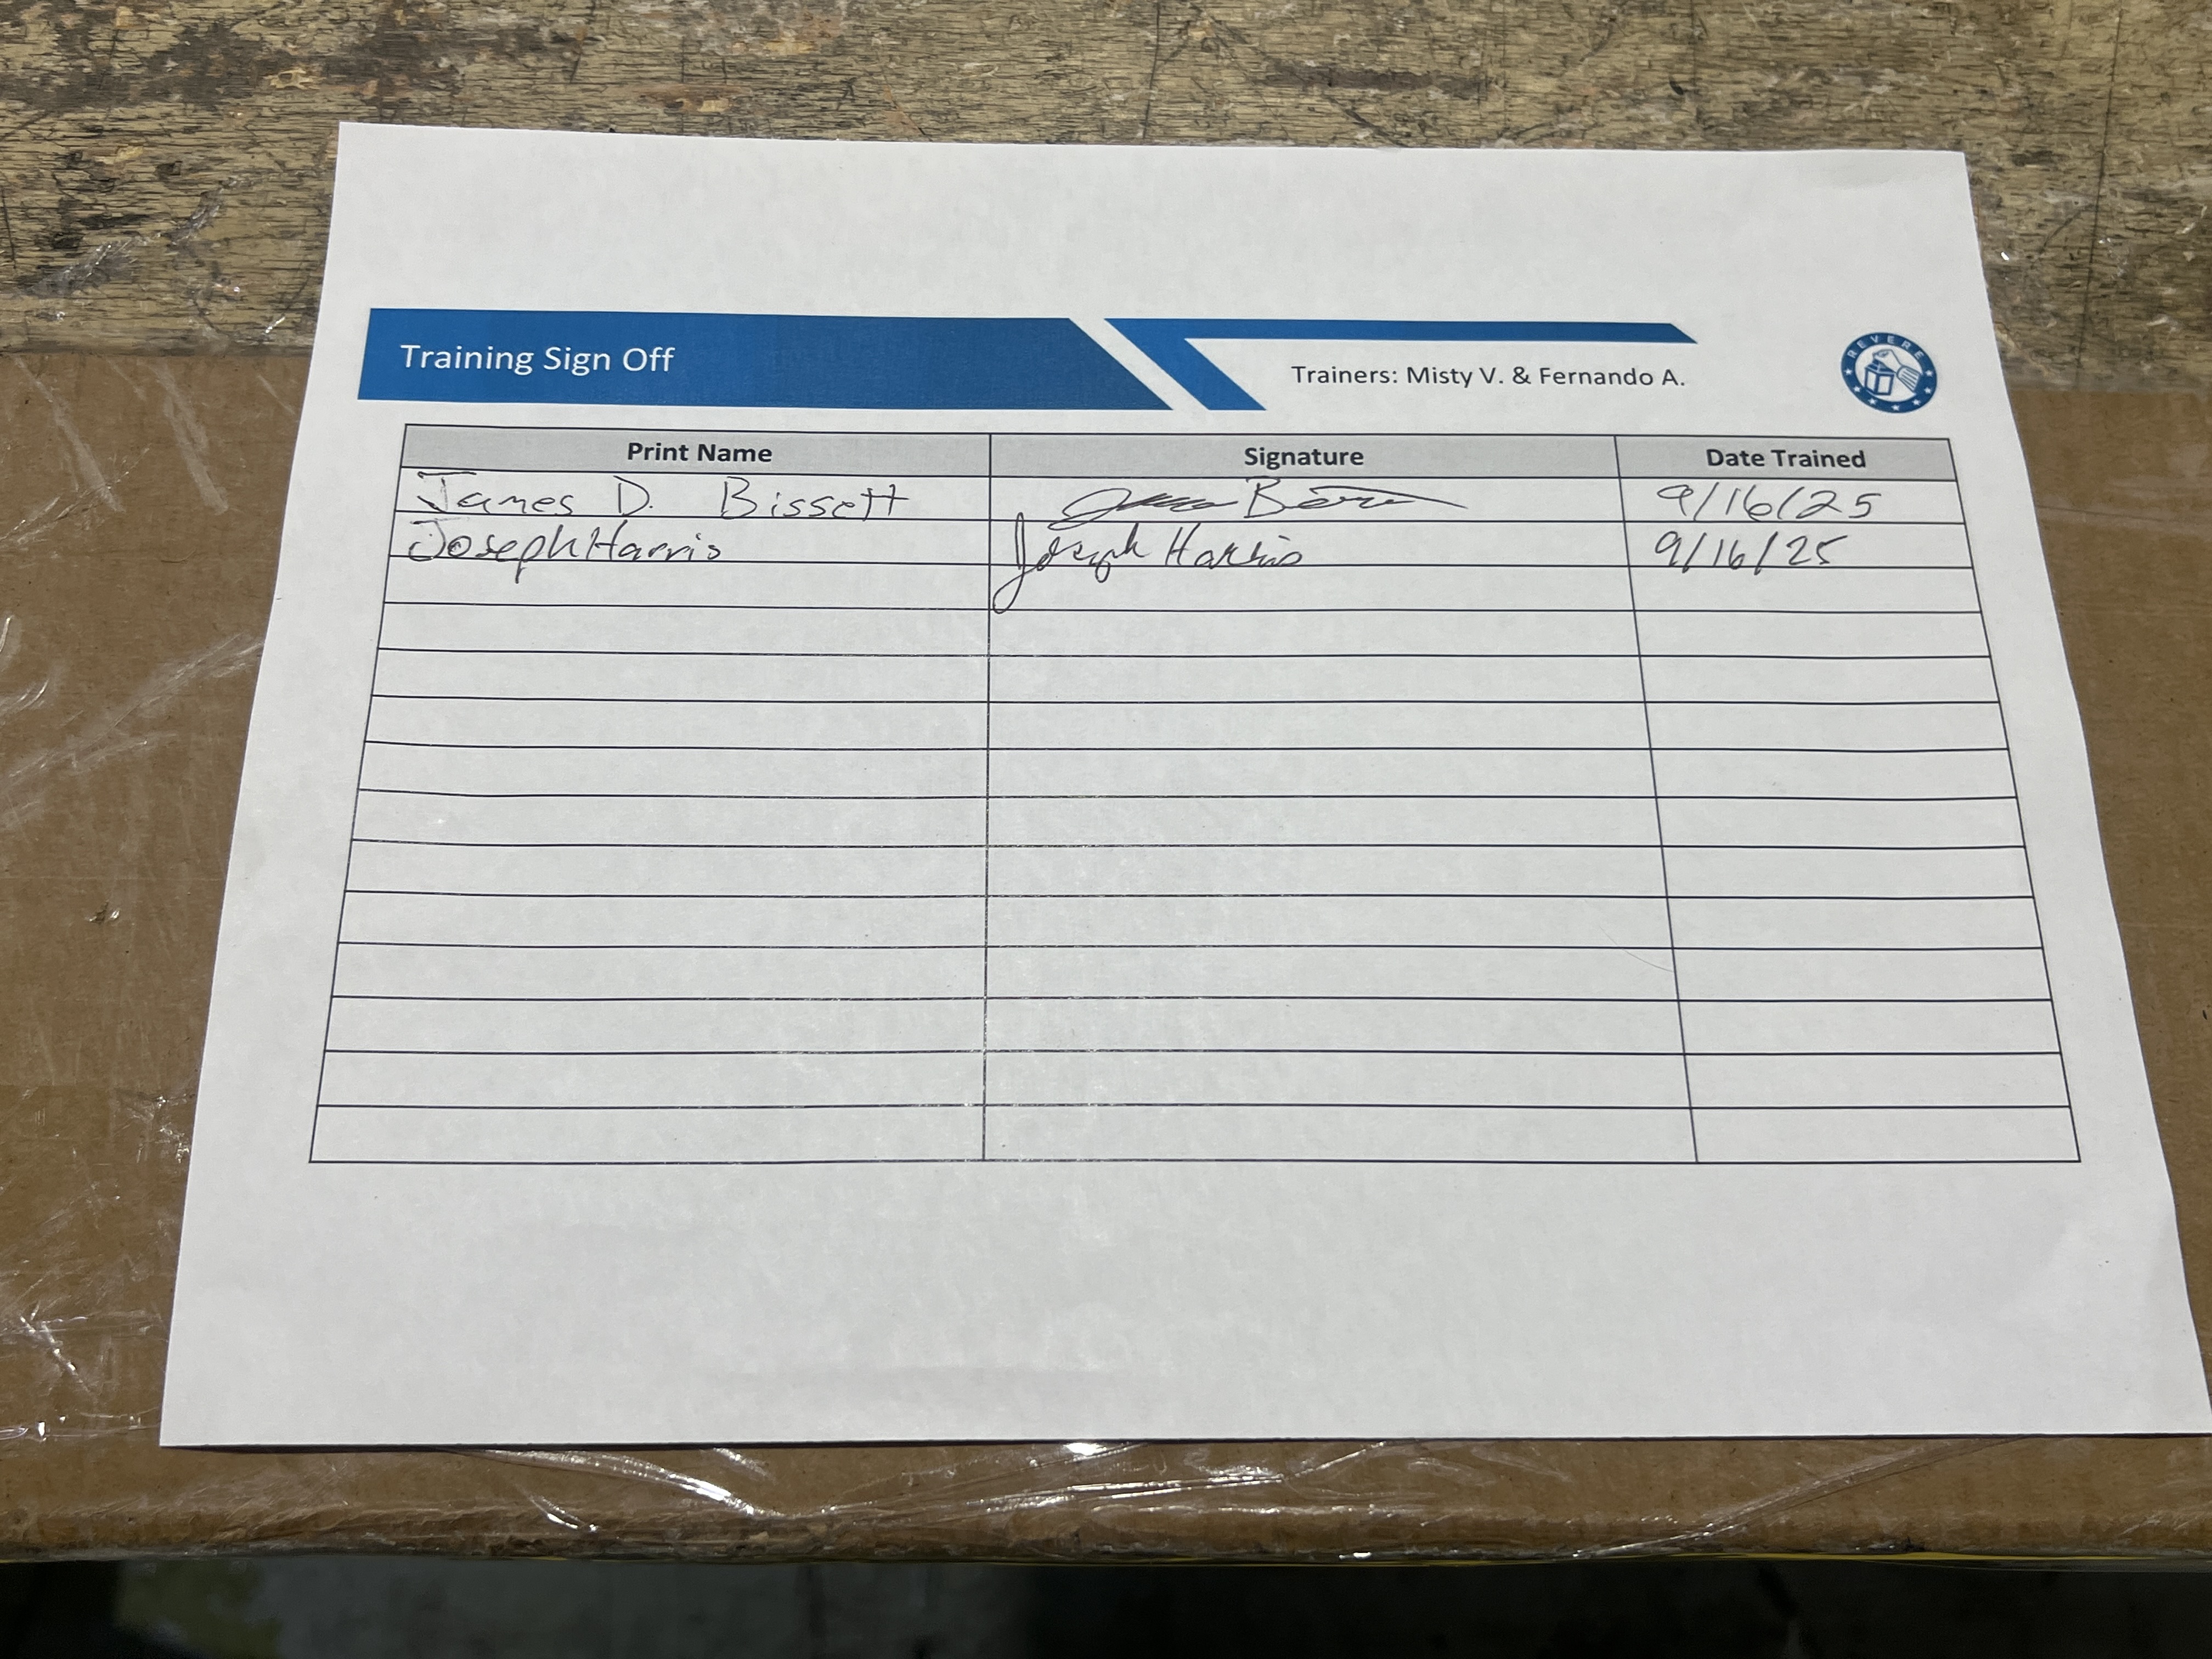 Training Sign Off
Trainers: Misty V. & Fernando A.
REVERE
Print Name Signature Date Trained
James D. Bissett 9/16/25
Joseph Harris Joseph Harris 9/16/25